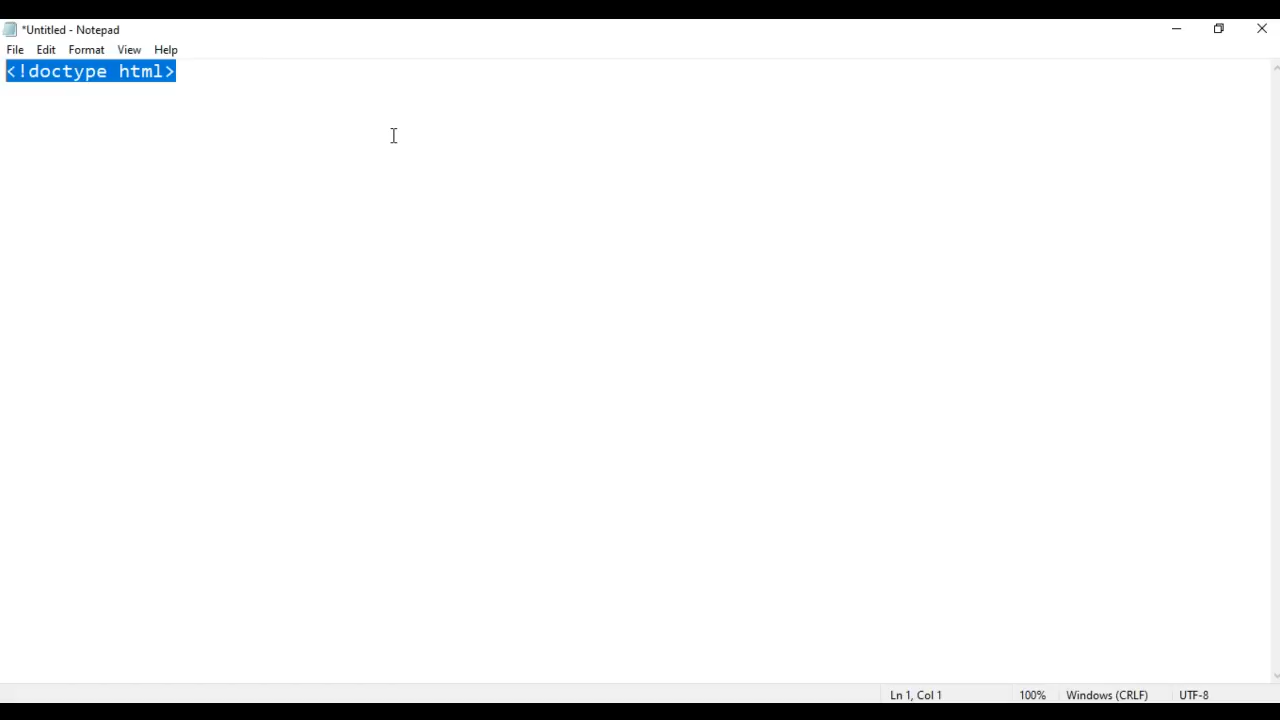 *Untitled - Notepad
File Edit Format View Help
<!doctype html>
Ln 1, Col 1 100% Windows (CRLF) UTF-8